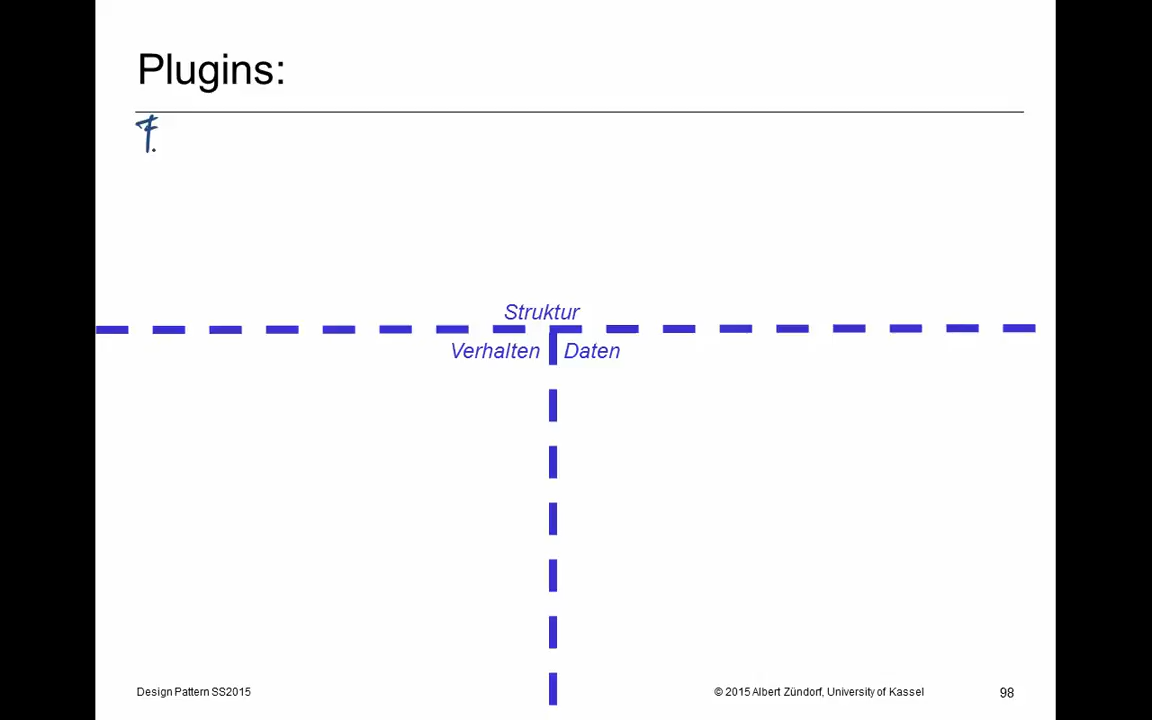 Plugins:
F.
Struktur
Verhalten Daten
Design Pattern SS2015 © 2015 Albert Zündorf, University of Kassel 98